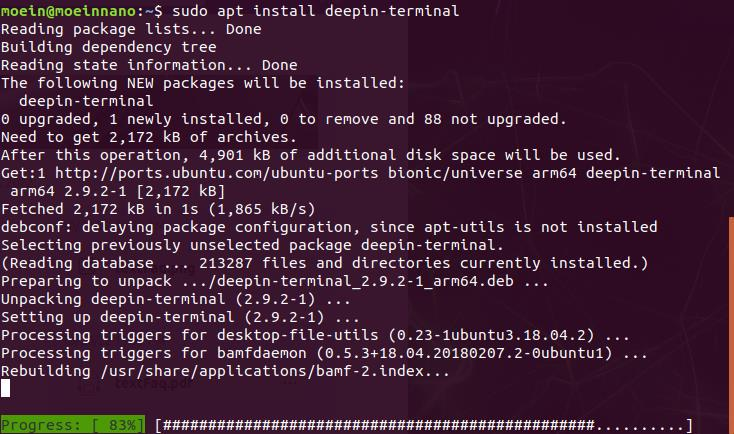 moein@moeinnano:~$ sudo apt install deepin-terminal
Reading package lists... Done
Building dependency tree
Reading state information... Done
The following NEW packages will be installed:
  deepin-terminal
0 upgraded, 1 newly installed, 0 to remove and 88 not upgraded.
Need to get 2,172 kB of archives.
After this operation, 4,901 kB of additional disk space will be used.
Get:1 http://ports.ubuntu.com/ubuntu-ports bionic/universe arm64 deepin-terminal
 arm64 2.9.2-1 [2,172 kB]
Fetched 2,172 kB in 1s (1,865 kB/s)
debconf: delaying package configuration, since apt-utils is not installed
Selecting previously unselected package deepin-terminal.
(Reading database ... 213287 files and directories currently installed.)
Preparing to unpack .../deepin-terminal_2.9.2-1_arm64.deb ...
Unpacking deepin-terminal (2.9.2-1) ...
Setting up deepin-terminal (2.9.2-1) ...
Processing triggers for desktop-file-utils (0.23-1ubuntu3.18.04.2) ...
Processing triggers for bamfdaemon (0.5.3+18.04.20180207.2-0ubuntu1) ...
Rebuilding /usr/share/applications/bamf-2.index...
textFaq.pdf
Progress: [ 83%] [################################################..........]